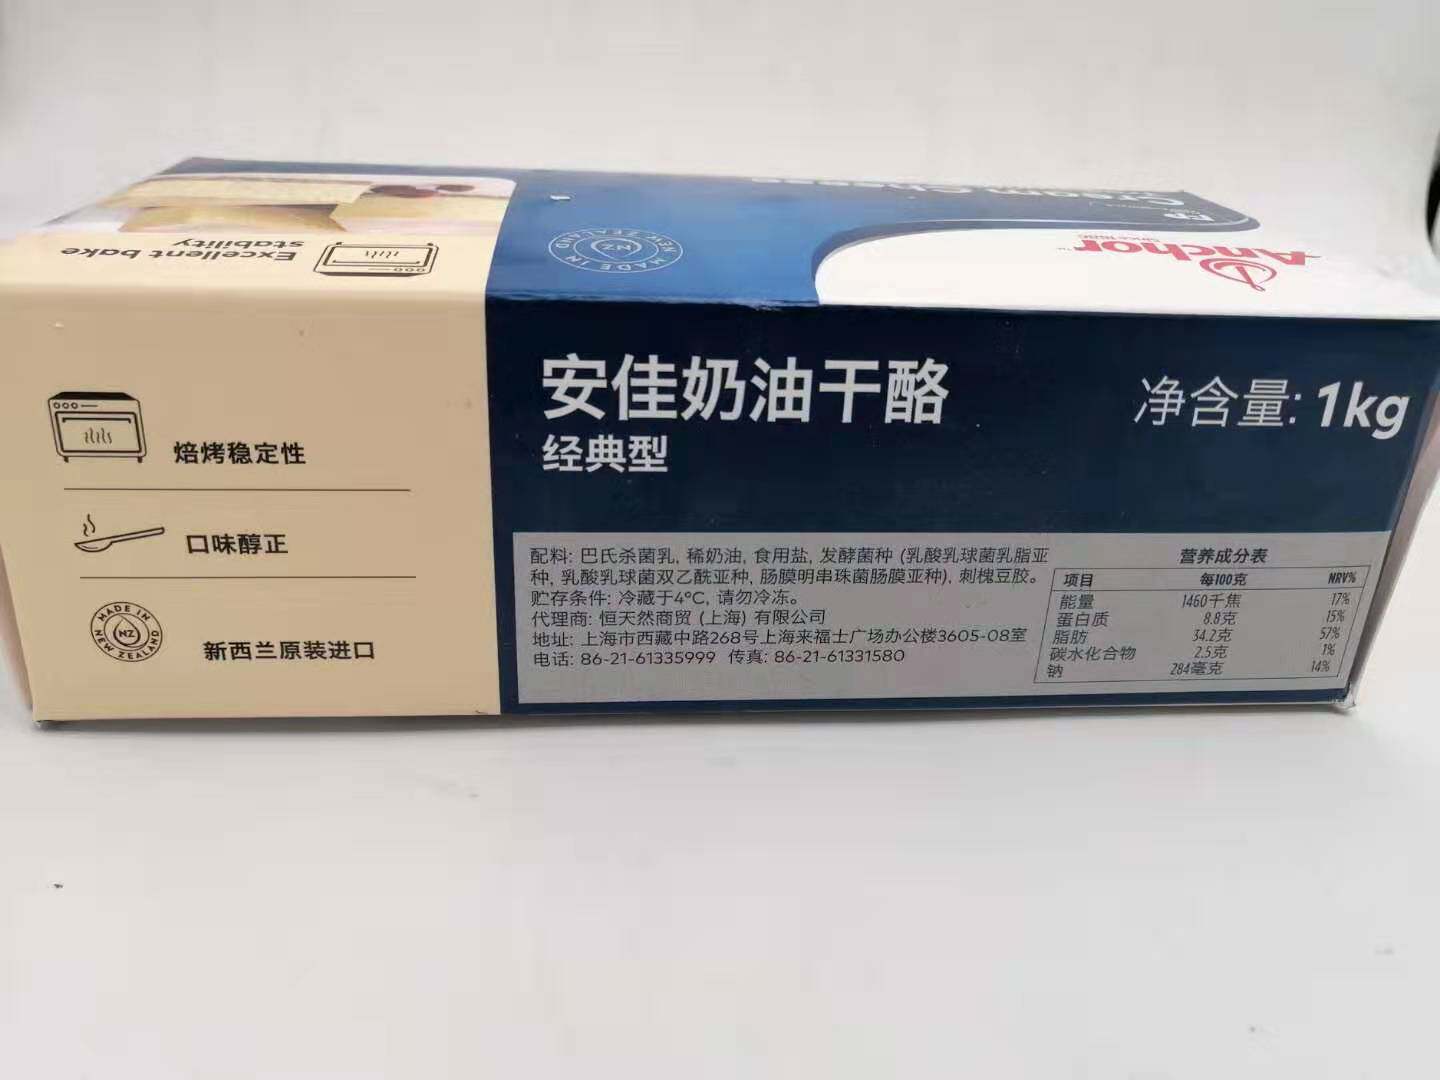 Excellent bake
stability
MADE IN
NZ
NEW ZEALAND
Cream Cheese
Anchor
焙烤稳定性
口味醇正
MADE IN
NZ
NEW ZEALAND
新西兰原装进口
安佳奶油干酪
经典型
净含量: 1kg
配料: 巴氏杀菌乳, 稀奶油, 食用盐, 发酵菌种 (乳酸乳球菌乳脂亚
种, 乳酸乳球菌双乙酰亚种, 肠膜明串珠菌肠膜亚种), 刺槐豆胶。
贮存条件: 冷藏于4°C, 请勿冷冻。
代理商: 恒天然商贸 (上海) 有限公司
地址: 上海市西藏中路268号上海来福士广场办公楼3605-08室
电话: 86-21-61335999 传真: 86-21-61331580
营养成分表
项目 每100克 NRV%
能量 1460千焦 17%
蛋白质 8.8克 15%
脂肪 34.2克 57%
碳水化合物 2.5克 1%
钠 284毫克 14%